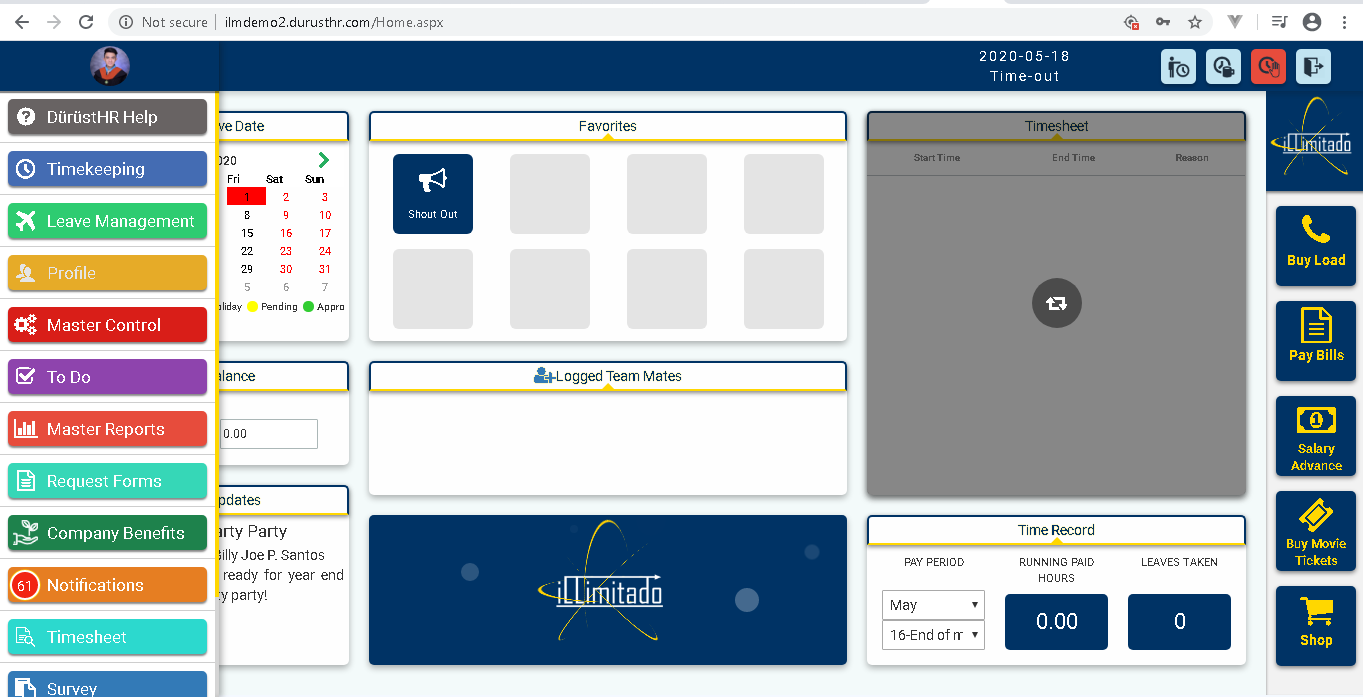 Not secure
ilmdemo2.durusthr.com/Home.aspx
2020-05-18
Time-out
DürüstHR Help
Timekeeping
Leave Management
Profile
Master Control
To Do
Master Reports
Request Forms
Company Benefits
61
Notifications
Timesheet
Survey
ve Date
020
Fri Sat Sun
1 2 3
8 9 10
15 16 17
22 23 24
29 30 31
5 6 7
liday Pending Appro
alance
0.00
pdates
arty Party
Billy Joe P. Santos
ready for year end
y party!
Favorites
Shout Out
Logged Team Mates
iLLimitado
Timesheet
Start Time End Time Reason
Time Record
PAY PERIOD
RUNNING PAID
HOURS
LEAVES TAKEN
May
16-End of m
0.00
0
iLLimitado
Buy Load
Pay Bills
1
Salary
Advance
Buy Movie
Tickets
Shop